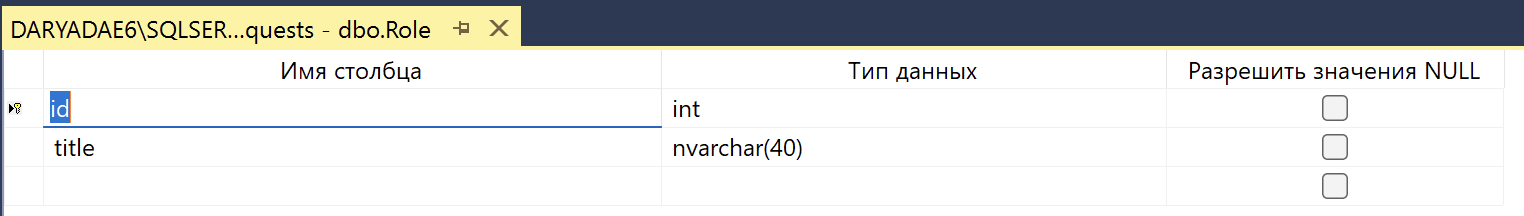 DARYADAE6\SQLSER...quests - dbo.Role
Имя столбца Тип данных Разрешить значения NULL
id int
title nvarchar(40)